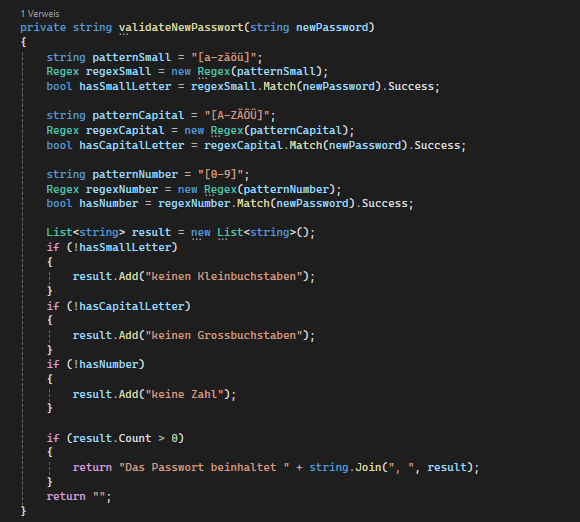 1 Verweis
private string validateNewPasswort(string newPassword)
{
string patternSmall = "[a-zäöü]";
Regex regexSmall = new Regex(patternSmall);
bool hasSmallLetter = regexSmall.Match(newPassword).Success;
string patternCapital = "[A-ZÄÖÜ]";
Regex regexCapital = new Regex(patternCapital);
bool hasCapitalLetter = regexCapital.Match(newPassword).Success;
string patternNumber = "[0-9]";
Regex regexNumber = new Regex(patternNumber);
bool hasNumber = regexNumber.Match(newPassword).Success;
List<string> result = new List<string>();
if (!hasSmallLetter)
{
result.Add("keinen Kleinbuchstaben");
}
if (!hasCapitalLetter)
{
result.Add("keinen Grossbuchstaben");
}
if (!hasNumber)
{
result.Add("keine Zahl");
}
if (result.Count > 0)
{
return "Das Passwort beinhaltet " + string.Join(", ", result);
}
return "";
}